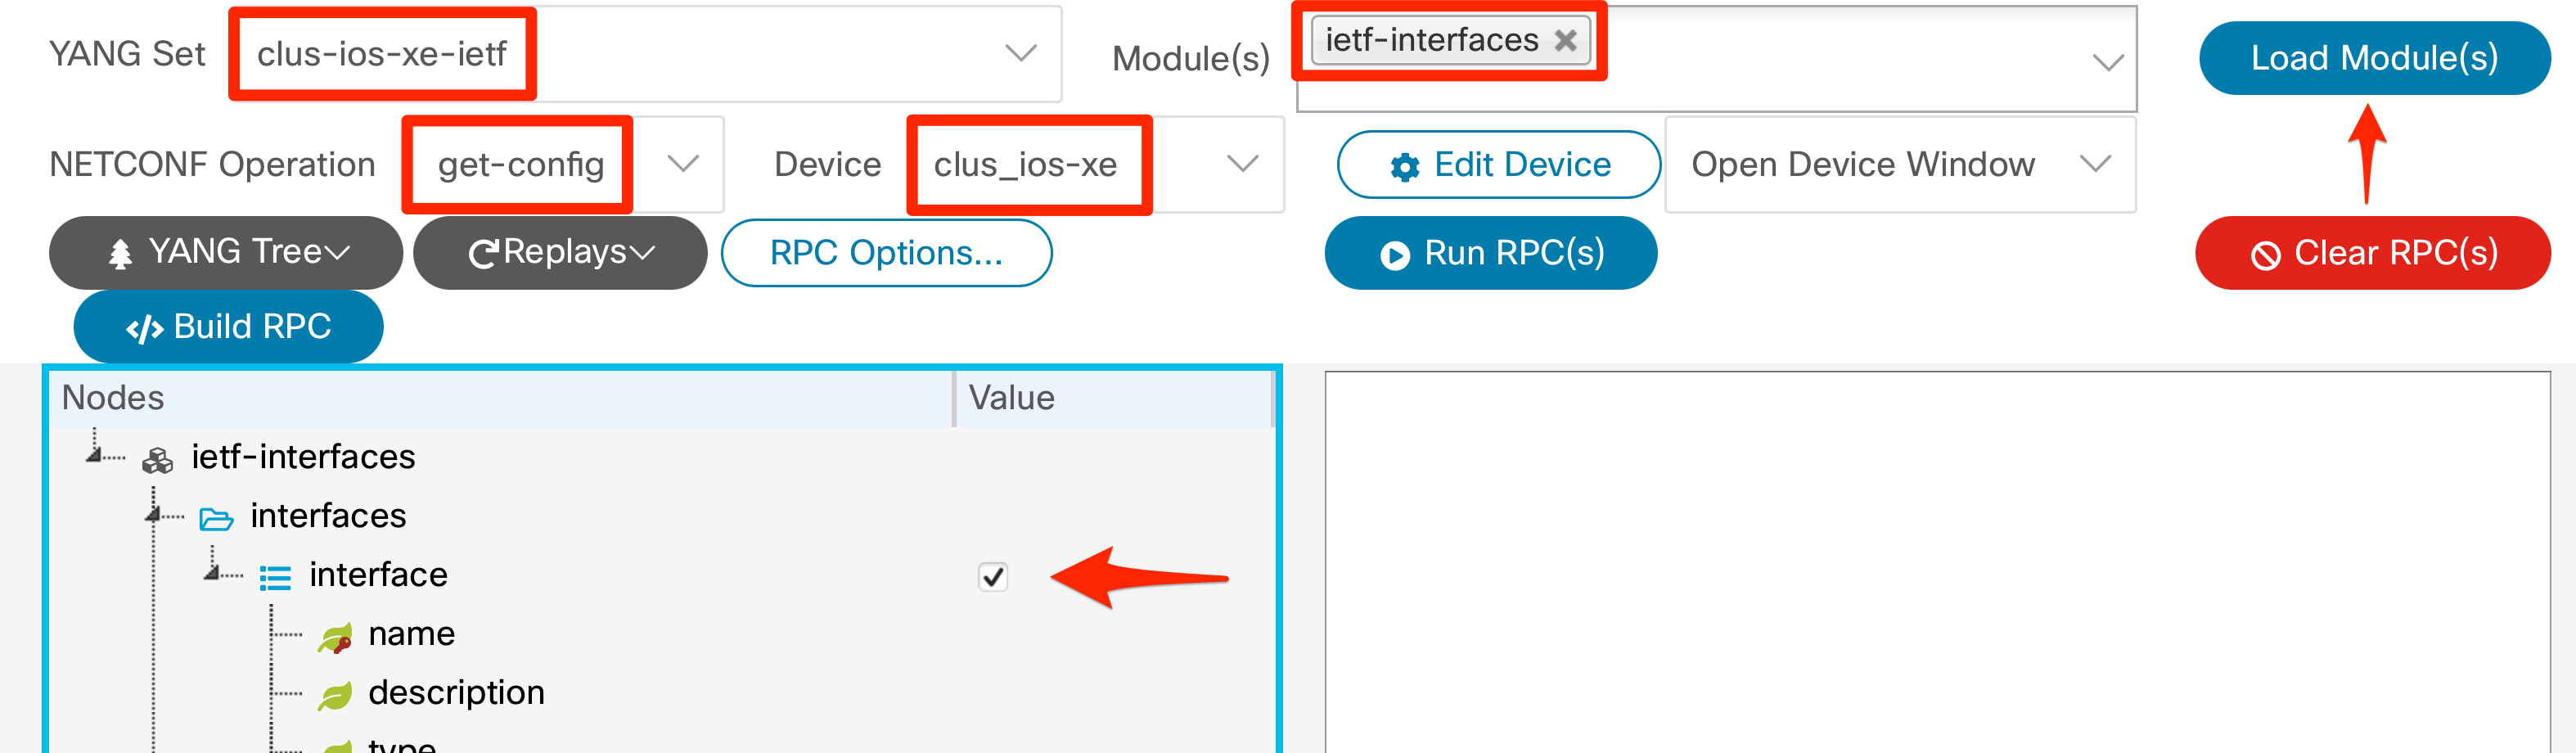 YANG Set clus-ios-xe-ietf Module(s) ietf-interfaces Load Module(s)
NETCONF Operation get-config Device clus_ios-xe Edit Device Open Device Window
YANG Tree Replays RPC Options... Run RPC(s) Clear RPC(s)
</> Build RPC
Nodes Value
ietf-interfaces
interfaces
interface
name
description
type